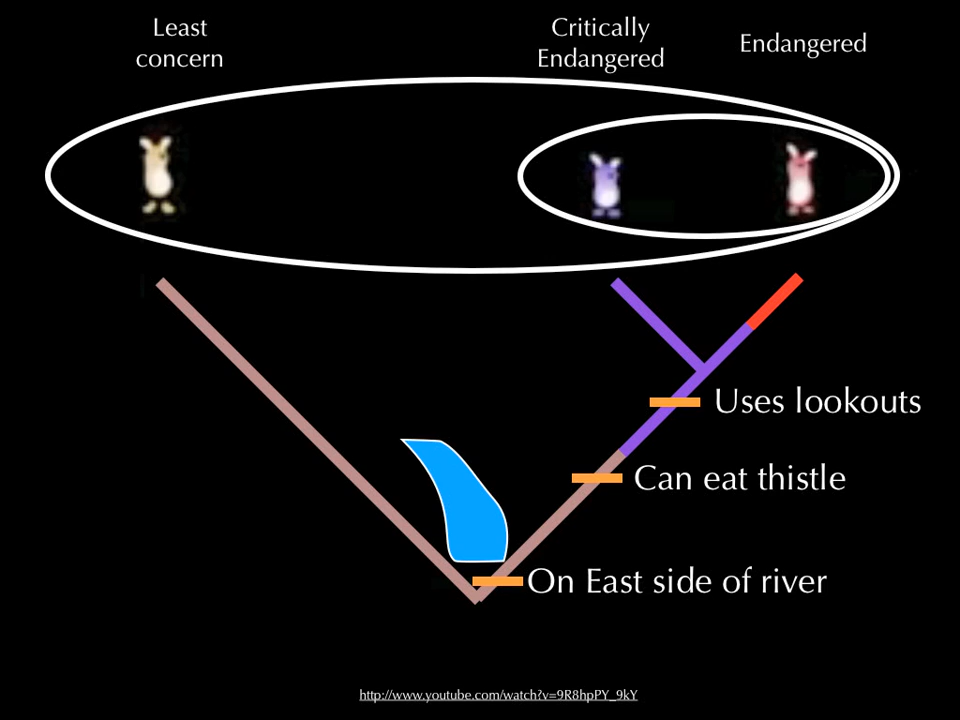 Least
concern
Critically
Endangered
Endangered
Uses lookouts
Can eat thistle
On East side of river
http://www.youtube.com/watch?v=9R8hpPY_9kY